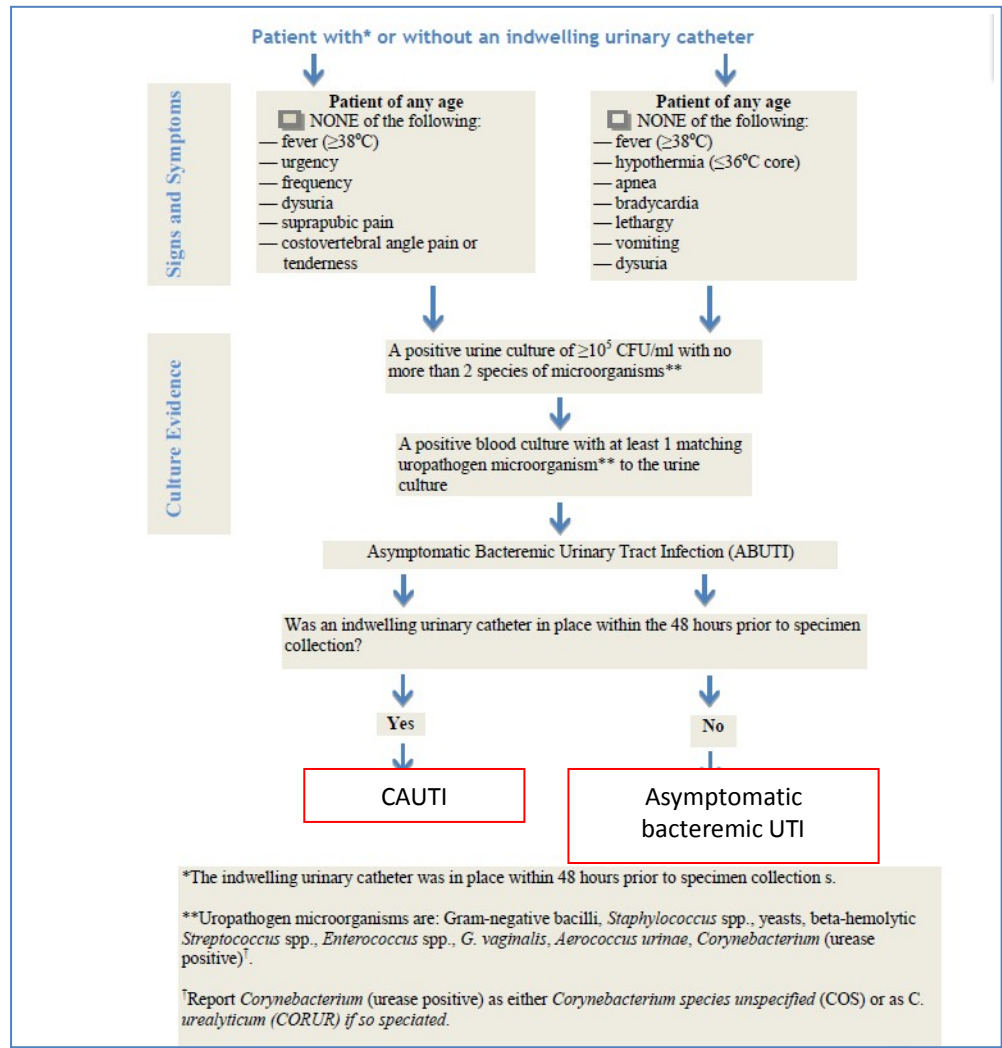 Patient with* or without an indwelling urinary catheter
Signs and Symptoms
Patient of any age
NONE of the following:
— fever (≥38⁰C)
— urgency
— frequency
— dysuria
— suprapubic pain
— costovertebral angle pain or
tenderness
Patient of any age
NONE of the following:
— fever (≥38⁰C)
— hypothermia (≤36⁰C core)
— apnea
— bradycardia
— lethargy
— vomiting
— dysuria
Culture Evidence
A positive urine culture of ≥10⁵ CFU/ml with no
more than 2 species of microorganisms**
A positive blood culture with at least 1 matching
uropathogen microorganism** to the urine
culture
Asymptomatic Bacteremic Urinary Tract Infection (ABUTI)
Was an indwelling urinary catheter in place within the 48 hours prior to specimen
collection?
Yes
No
CAUTI
Asymptomatic
bacteremic UTI
*The indwelling urinary catheter was in place within 48 hours prior to specimen collection s.
**Uropathogen microorganisms are: Gram-negative bacilli, Staphylococcus spp., yeasts, beta-hemolytic
Streptococcus spp., Enterococcus spp., G. vaginalis, Aerococcus urinae, Corynebacterium (urease
positive)†.
†Report Corynebacterium (urease positive) as either Corynebacterium species unspecified (COS) or as C.
urealyticum (CORUR) if so speciated.